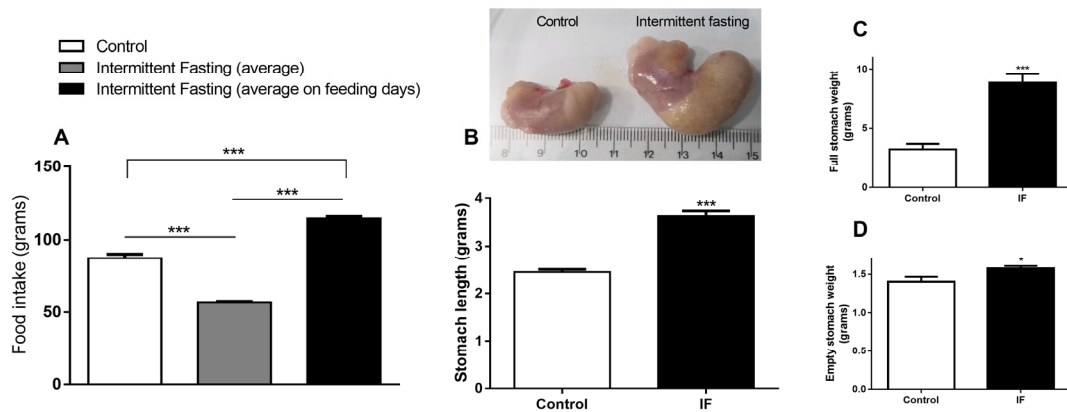 Control
Intermittent Fasting (average)
Intermittent Fasting (average on feeding days)
A
***
***
***
Food intake (grams)
150
100
50
0
B
Control
Intermittent fasting
8 9 10 11 12 13 14 15
***
Stomach length (grams)
4
3
2
1
0
Control
IF
C
***
Full stomach weight
(grams)
10
5
0
Control
IF
D
*
Empty stomach weight
(grams)
1.5
1.0
0.5
0.0
Control
IF